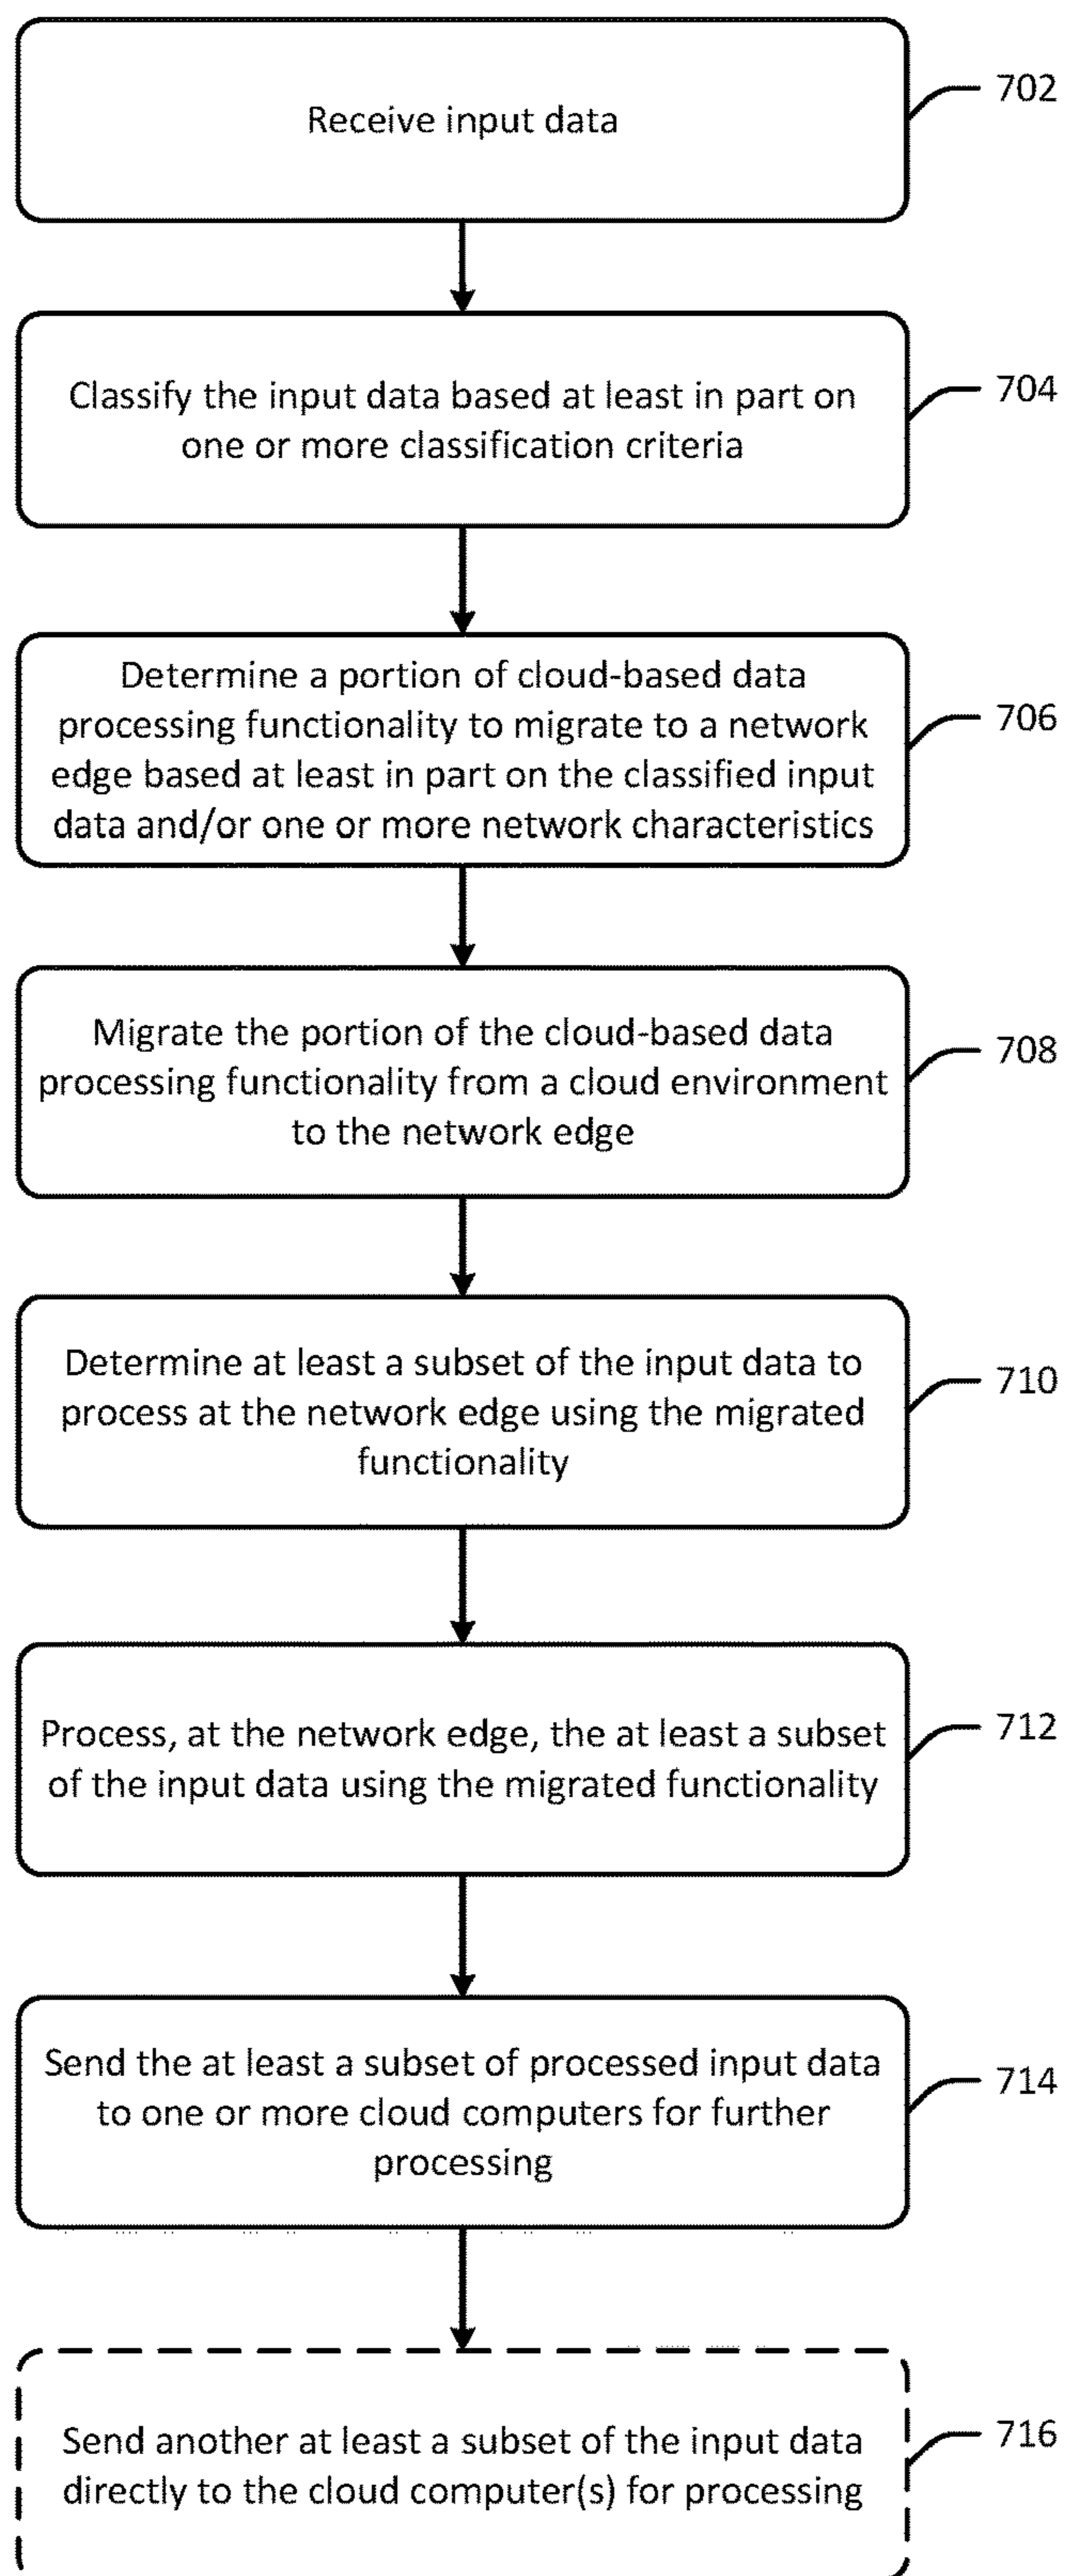 Receive input data
702
Classify the input data based at least in part on
one or more classification criteria
704
Determine a portion of cloud-based data
processing functionality to migrate to a network
edge based at least in part on the classified input
data and/or one or more network characteristics
706
Migrate the portion of the cloud-based data
processing functionality from a cloud environment
to the network edge
708
Determine at least a subset of the input data to
process at the network edge using the migrated
functionality
710
Process, at the network edge, the at least a subset
of the input data using the migrated functionality
712
Send the at least a subset of processed input data
to one or more cloud computers for further
processing
714
Send another at least a subset of the input data
directly to the cloud computer(s) for processing
716